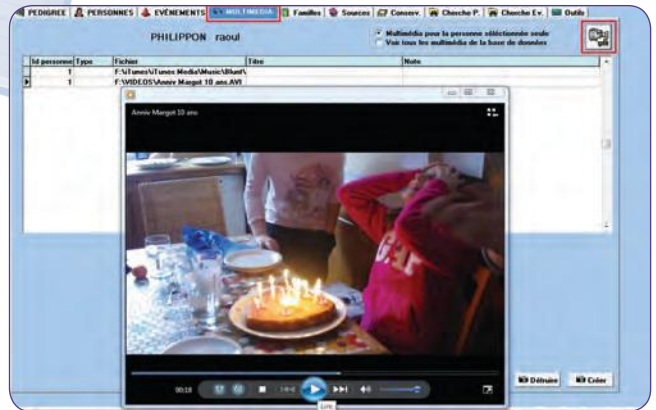 PEDIGREE PERSONNES EVÉNEMENTS MULTIMEDIA Familles Sources Conserv. Cherche P. Cherche Ev. Outils
PHILIPPON raoul
Multimédia pour la personne séléctionnée seule
Voir tous les multimédia de la base de données
Id personne Type Fichier Titre Note
1 F:\iTunes\iTunes Media\Music\Blunt\
1 F:\VIDEOS\Anniv Margot 10 ans.AVI
Anniv Margot 10 ans
00:18
Lire
Détruire Créer